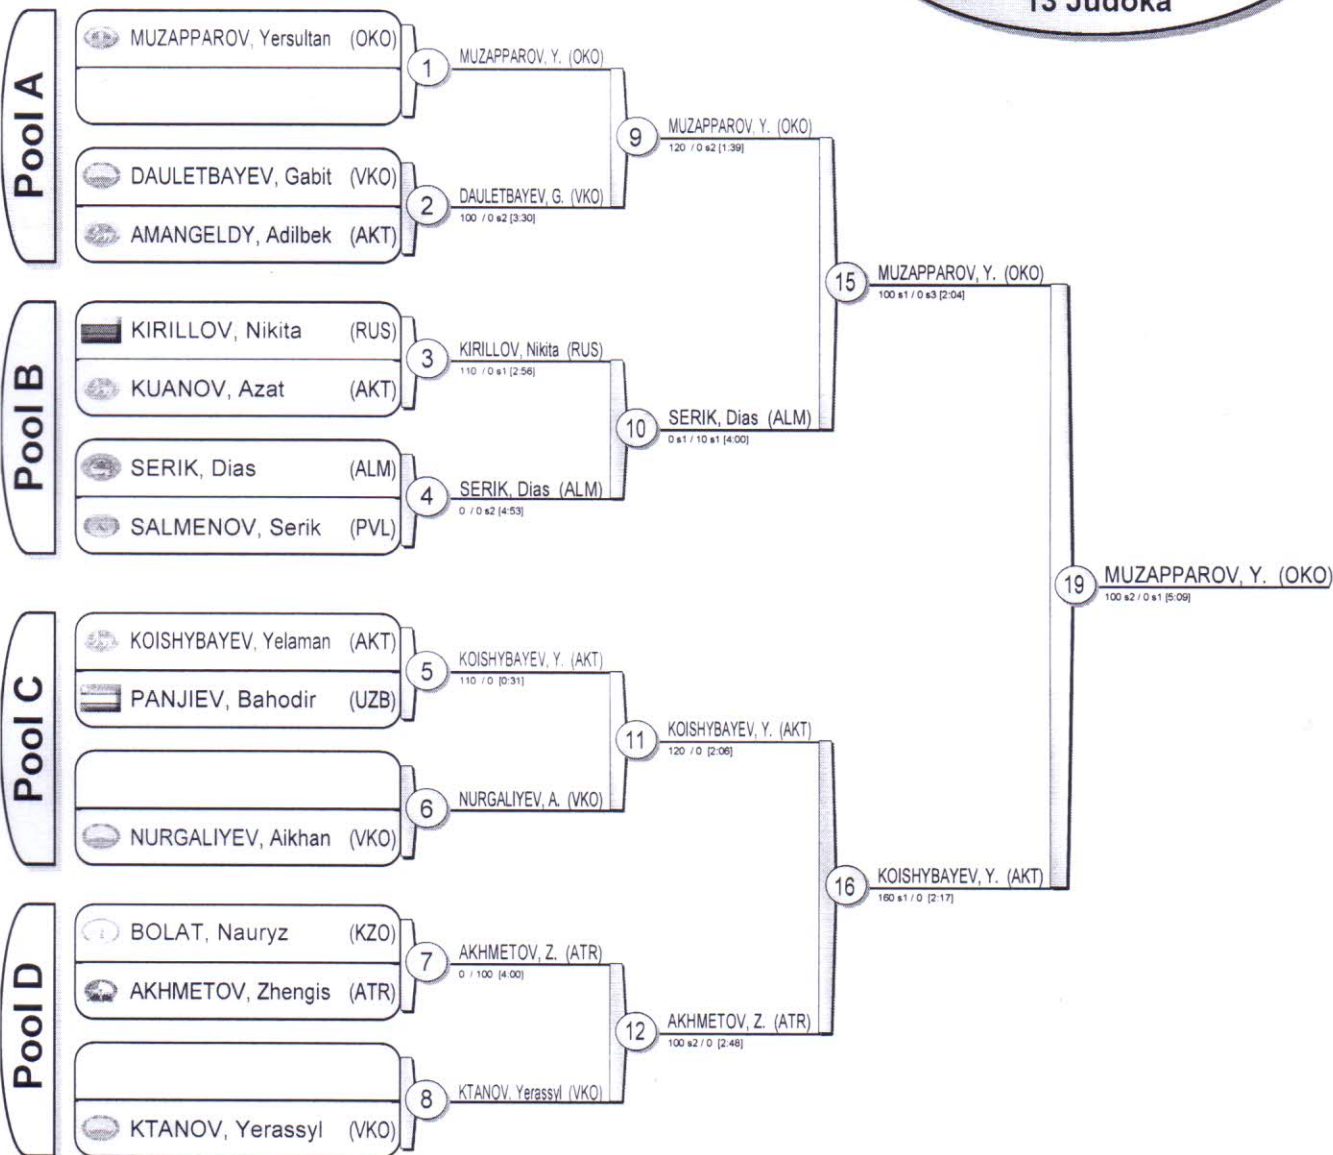 13 Judoka
Pool A
MUZAPPAROV, Yersultan (OKO)
DAULETBAYEV, Gabit (VKO)
AMANGELDY, Adilbek (AKT)
Pool B
KIRILLOV, Nikita (RUS)
KUANOV, Azat (AKT)
SERIK, Dias (ALM)
SALMENOV, Serik (PVL)
Pool C
KOISHYBAYEV, Yelaman (AKT)
PANJIEV, Bahodir (UZB)
NURGALIYEV, Aikhan (VKO)
Pool D
BOLAT, Nauryz (KZO)
AKHMETOV, Zhengis (ATR)
KTANOV, Yerassyl (VKO)
1
MUZAPPAROV, Y. (OKO)
2
DAULETBAYEV, G. (VKO)
100 / 0 s2 [3:30]
3
KIRILLOV, Nikita (RUS)
110 / 0 s1 [2:56]
4
SERIK, Dias (ALM)
0 / 0 s2 [4:53]
5
KOISHYBAYEV, Y. (AKT)
110 / 0 [0:31]
6
NURGALIYEV, A. (VKO)
7
AKHMETOV, Z. (ATR)
0 / 100 [4:00]
8
KTANOV, Yerassyl (VKO)
9
MUZAPPAROV, Y. (OKO)
120 / 0 s2 [1:39]
10
SERIK, Dias (ALM)
0 s1 / 10 s1 [4:00]
11
KOISHYBAYEV, Y. (AKT)
120 / 0 [2:06]
12
AKHMETOV, Z. (ATR)
100 s2 / 0 [2:48]
15
MUZAPPAROV, Y. (OKO)
100 s1 / 0 s3 [2:04]
16
KOISHYBAYEV, Y. (AKT)
160 s1 / 0 [2:17]
19
MUZAPPAROV, Y. (OKO)
100 s2 / 0 s1 [5:09]